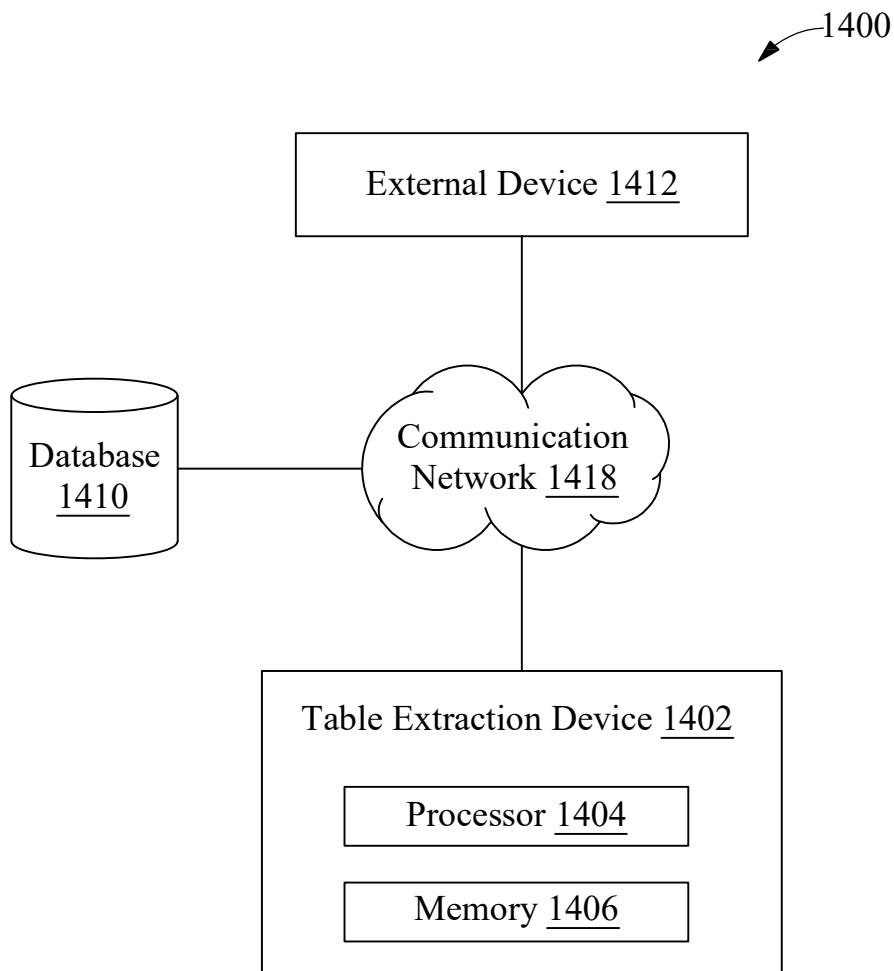 1400
External Device 1412
Communication
Network 1418
Database
1410
Table Extraction Device 1402
Processor 1404
Memory 1406